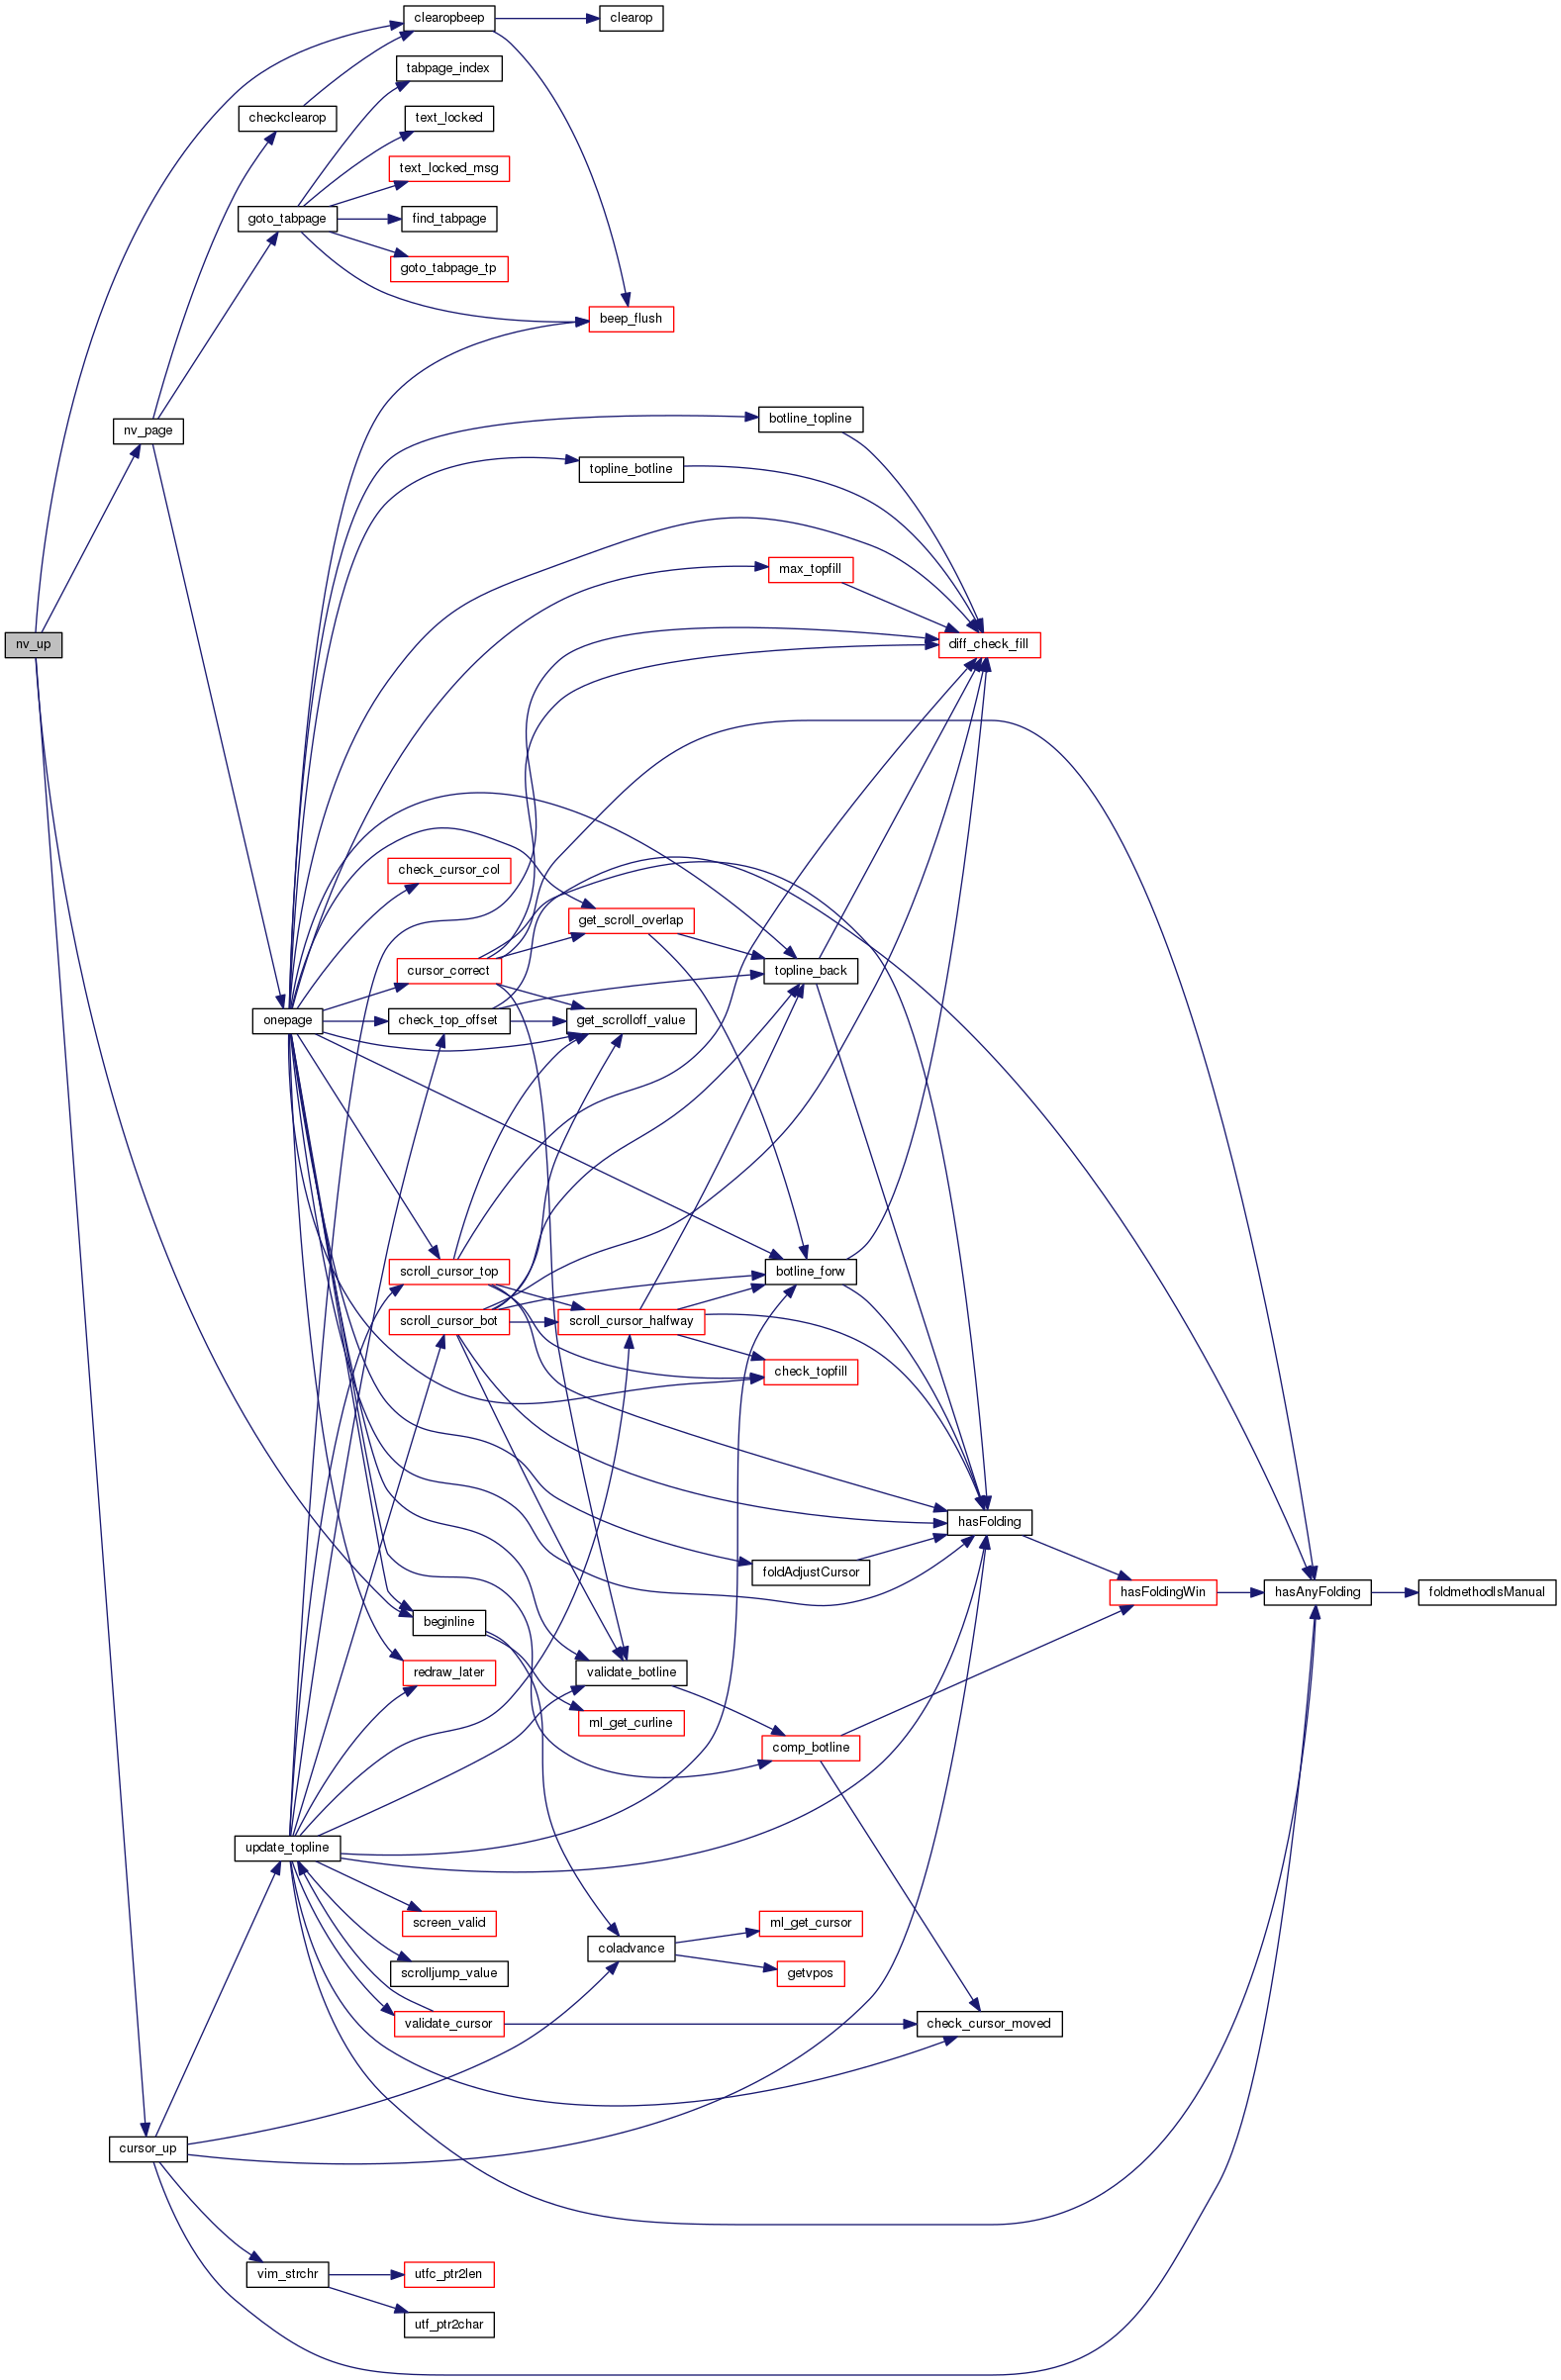 clearopbeep
clearop
tabpage_index
checkclearop
text_locked
text_locked_msg
goto_tabpage
find_tabpage
goto_tabpage_tp
beep_flush
botline_topline
nv_page
topline_botline
max_topfill
nv_up
diff_check_fill
check_cursor_col
get_scroll_overlap
cursor_correct
topline_back
onepage
check_top_offset
get_scrolloff_value
scroll_cursor_top
botline_forw
scroll_cursor_bot
scroll_cursor_halfway
check_topfill
hasFolding
foldAdjustCursor
hasFoldingWin
hasAnyFolding
foldmethodIsManual
beginline
redraw_later
validate_botline
ml_get_curline
comp_botline
update_topline
screen_valid
ml_get_cursor
coladvance
scrolljump_value
getvpos
validate_cursor
check_cursor_moved
cursor_up
vim_strchr
utfc_ptr2len
utf_ptr2char